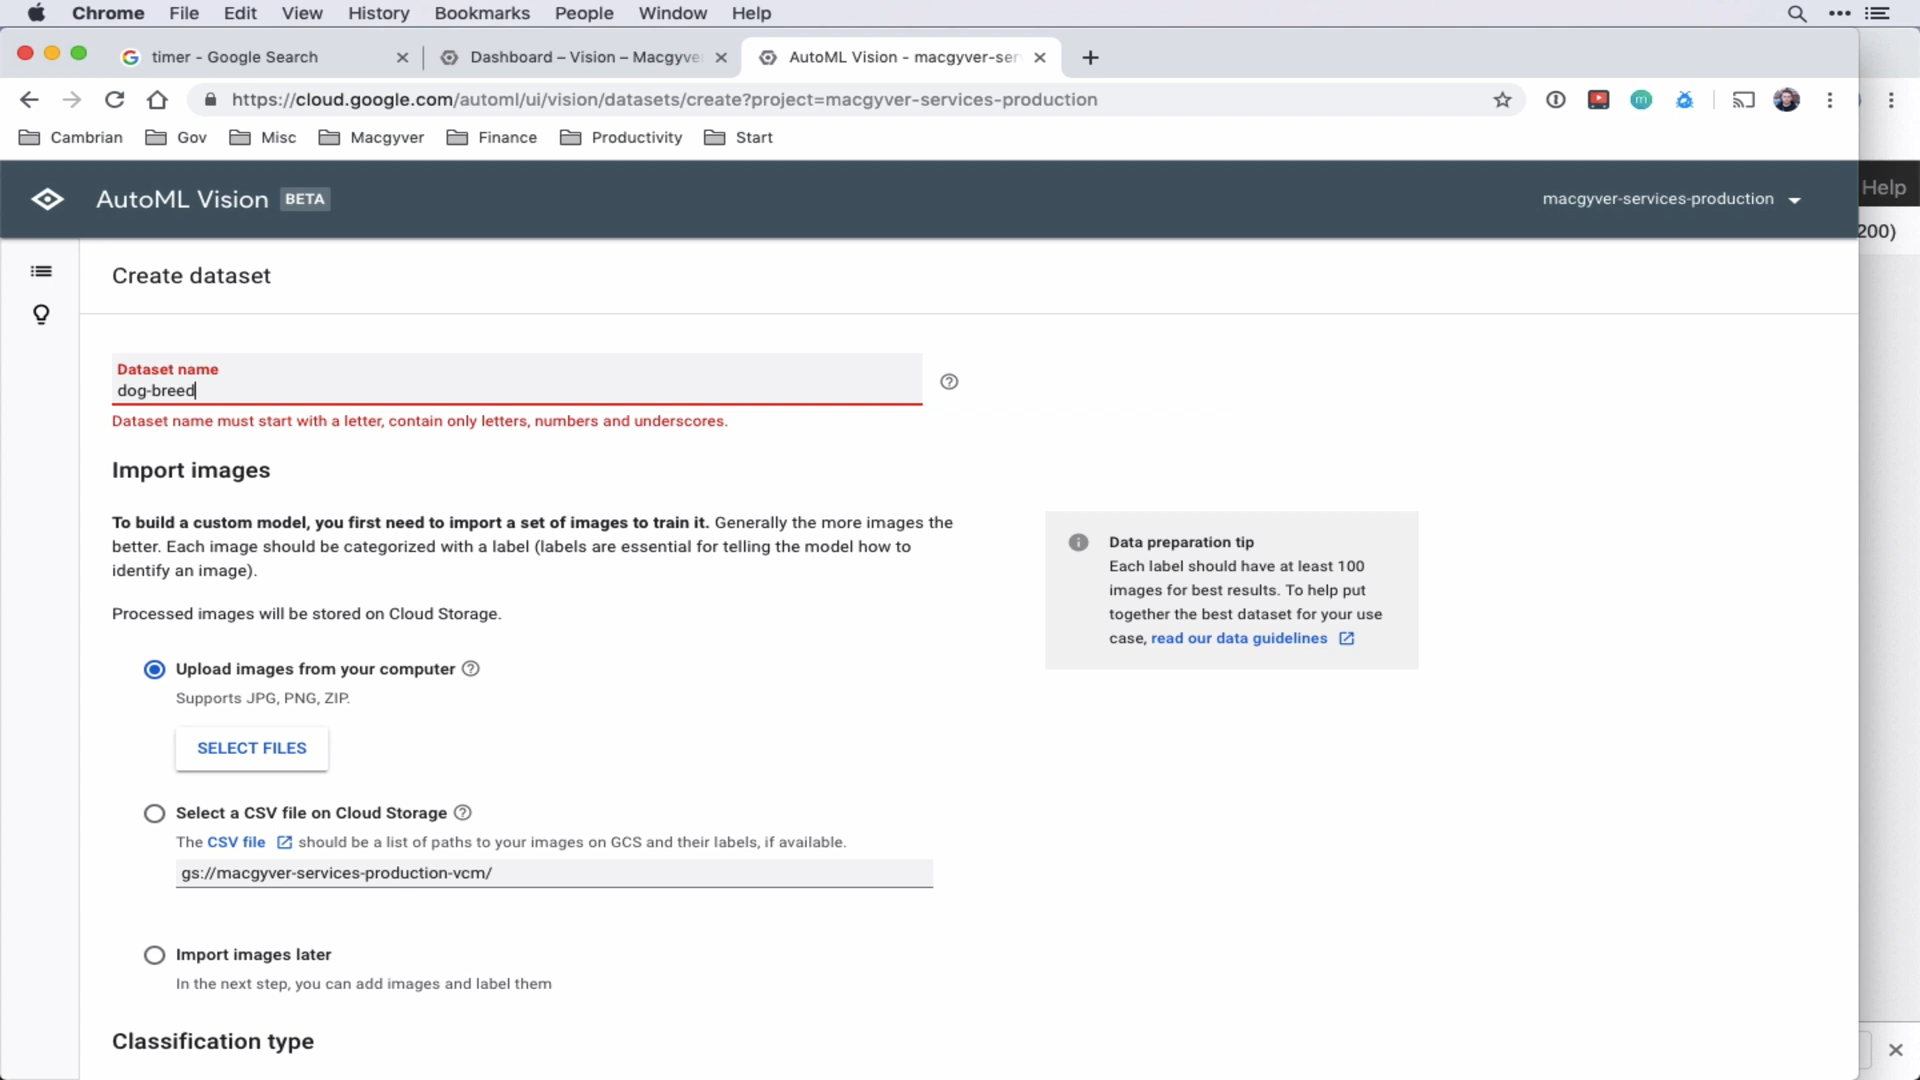 Chrome File Edit View History Bookmarks People Window Help
timer - Google Search
Dashboard – Vision – Macgyve
AutoML Vision - macgyver-ser
https://cloud.google.com/automl/ui/vision/datasets/create?project=macgyver-services-production
m
Cambrian Gov Misc Macgyver Finance Productivity Start
AutoML Vision BETA
macgyver-services-production
Help
200)
Create dataset
Dataset name
dog-breed
Dataset name must start with a letter, contain only letters, numbers and underscores.
Import images
To build a custom model, you first need to import a set of images to train it. Generally the more images the
better. Each image should be categorized with a label (labels are essential for telling the model how to
identify an image).
Processed images will be stored on Cloud Storage.
Data preparation tip
Each label should have at least 100
images for best results. To help put
together the best dataset for your use
case, read our data guidelines
Upload images from your computer
Supports JPG, PNG, ZIP.
SELECT FILES
Select a CSV file on Cloud Storage
The CSV file should be a list of paths to your images on GCS and their labels, if available.
gs://macgyver-services-production-vcm/
Import images later
In the next step, you can add images and label them
Classification type